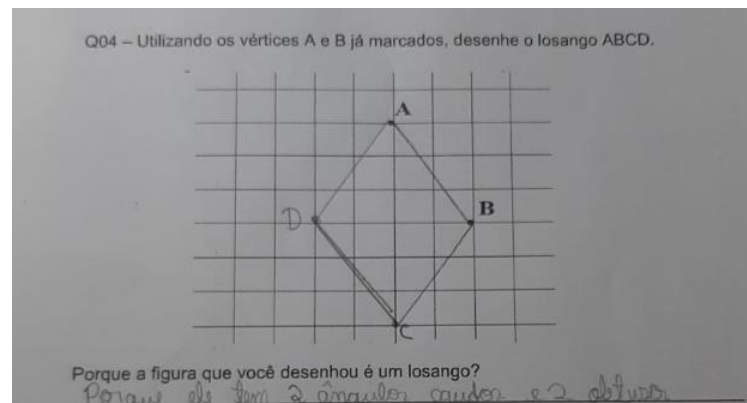 Q04 – Utilizando os vértices A e B já marcados, desenhe o losango ABCD.
A
D
B
C
Porque a figura que você desenhou é um losango?
Porque ele tem 2 ângulos e 2 obtusos